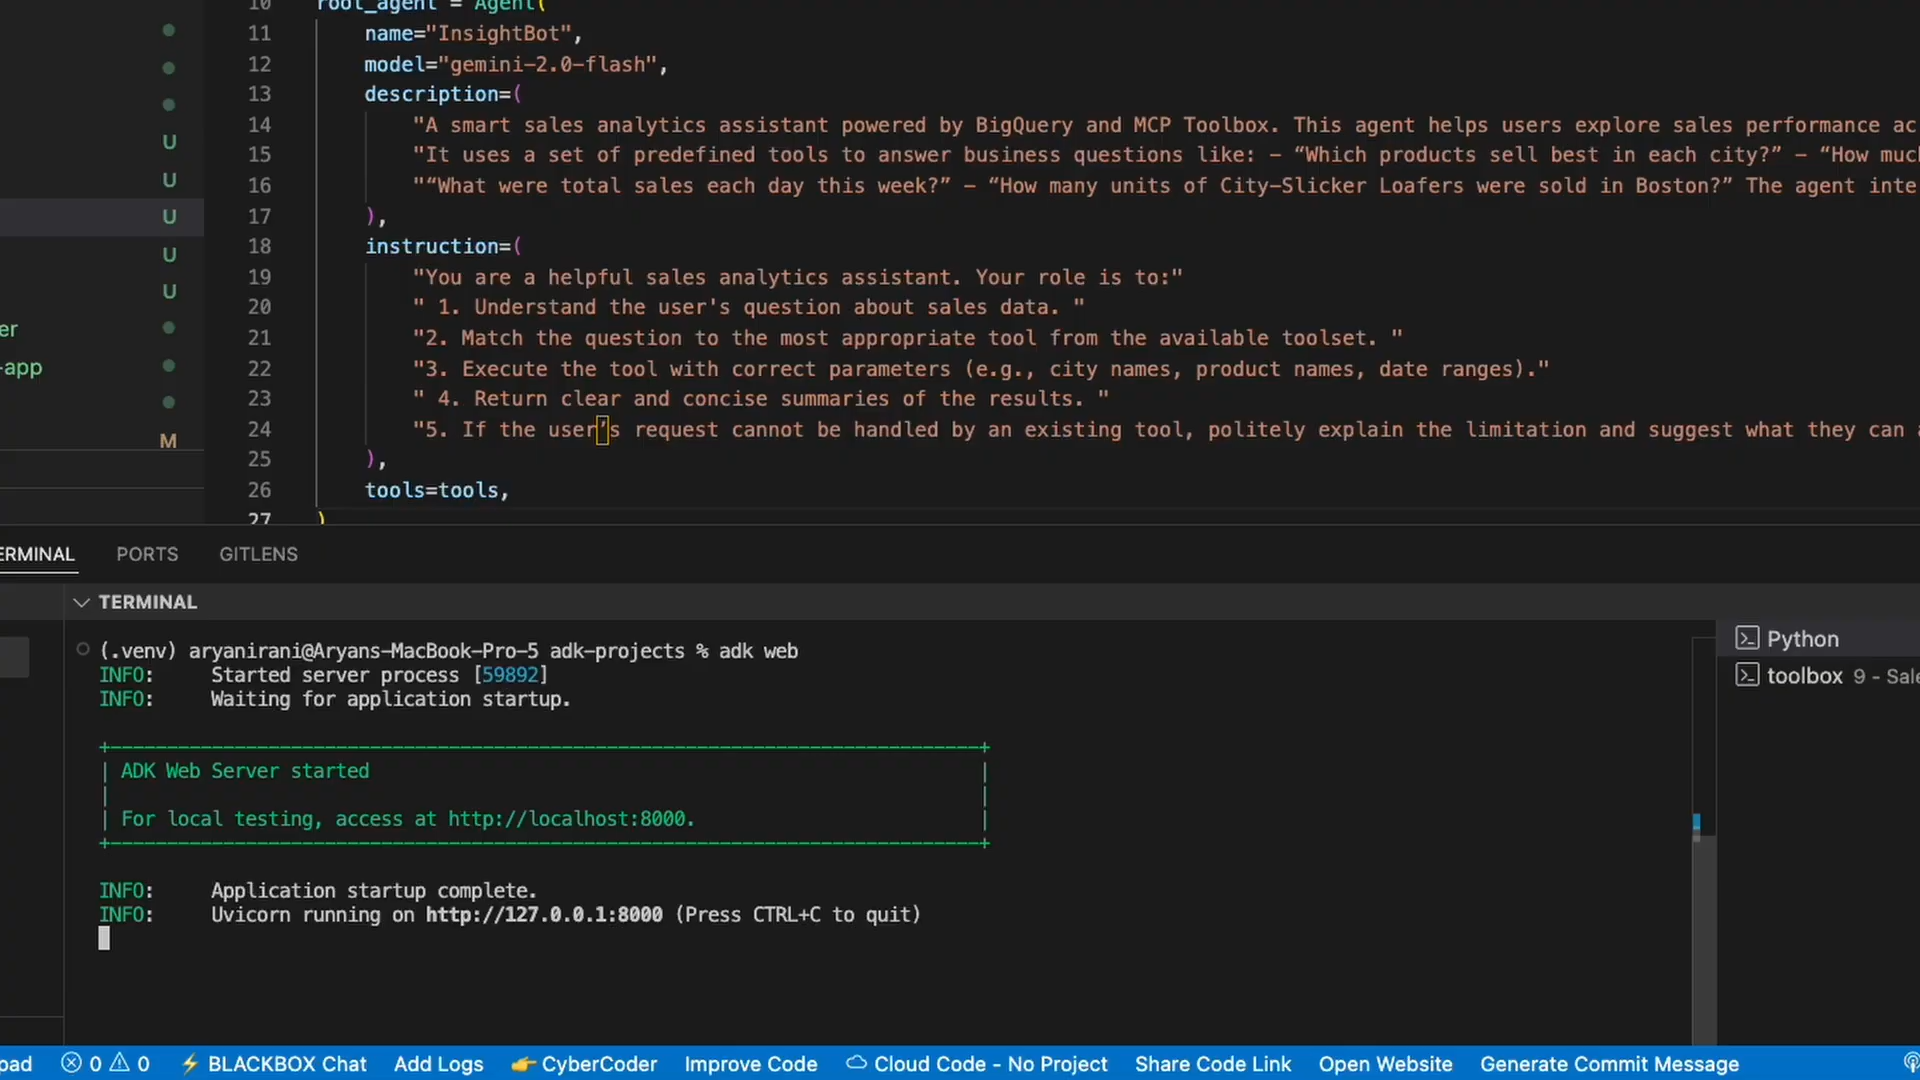 10 root_agent = Agent(
11 name="InsightBot",
12 model="gemini-2.0-flash",
13 description=(
14 "A smart sales analytics assistant powered by BigQuery and MCP Toolbox. This agent helps users explore sales performance ac
15 "It uses a set of predefined tools to answer business questions like: – “Which products sell best in each city?” – “How much
16 "“What were total sales each day this week?” – “How many units of City-Slicker Loafers were sold in Boston?” The agent inte
17 ),
18 instruction=(
19 "You are a helpful sales analytics assistant. Your role is to:"
20 " 1. Understand the user's question about sales data. "
21 "2. Match the question to the most appropriate tool from the available toolset. "
22 "3. Execute the tool with correct parameters (e.g., city names, product names, date ranges)."
23 " 4. Return clear and concise summaries of the results. "
24 "5. If the user’s request cannot be handled by an existing tool, politely explain the limitation and suggest what they can a
25 ),
26 tools=tools,
27 )
U
U
U
U
U
er
-app
M
ERMINAL PORTS GITLENS
TERMINAL
(.venv) aryanirani@Aryans-MacBook-Pro-5 adk-projects % adk web
INFO: Started server process [59892]
INFO: Waiting for application startup.
+-----------------------------------------------------------------------------+
| ADK Web Server started |
| |
| For local testing, access at http://localhost:8000. |
+-----------------------------------------------------------------------------+
INFO: Application startup complete.
INFO: Uvicorn running on http://127.0.0.1:8000 (Press CTRL+C to quit)
Python
toolbox 9 - Sale
pad 0 0 BLACKBOX Chat Add Logs CyberCoder Improve Code Cloud Code - No Project Share Code Link Open Website Generate Commit Message